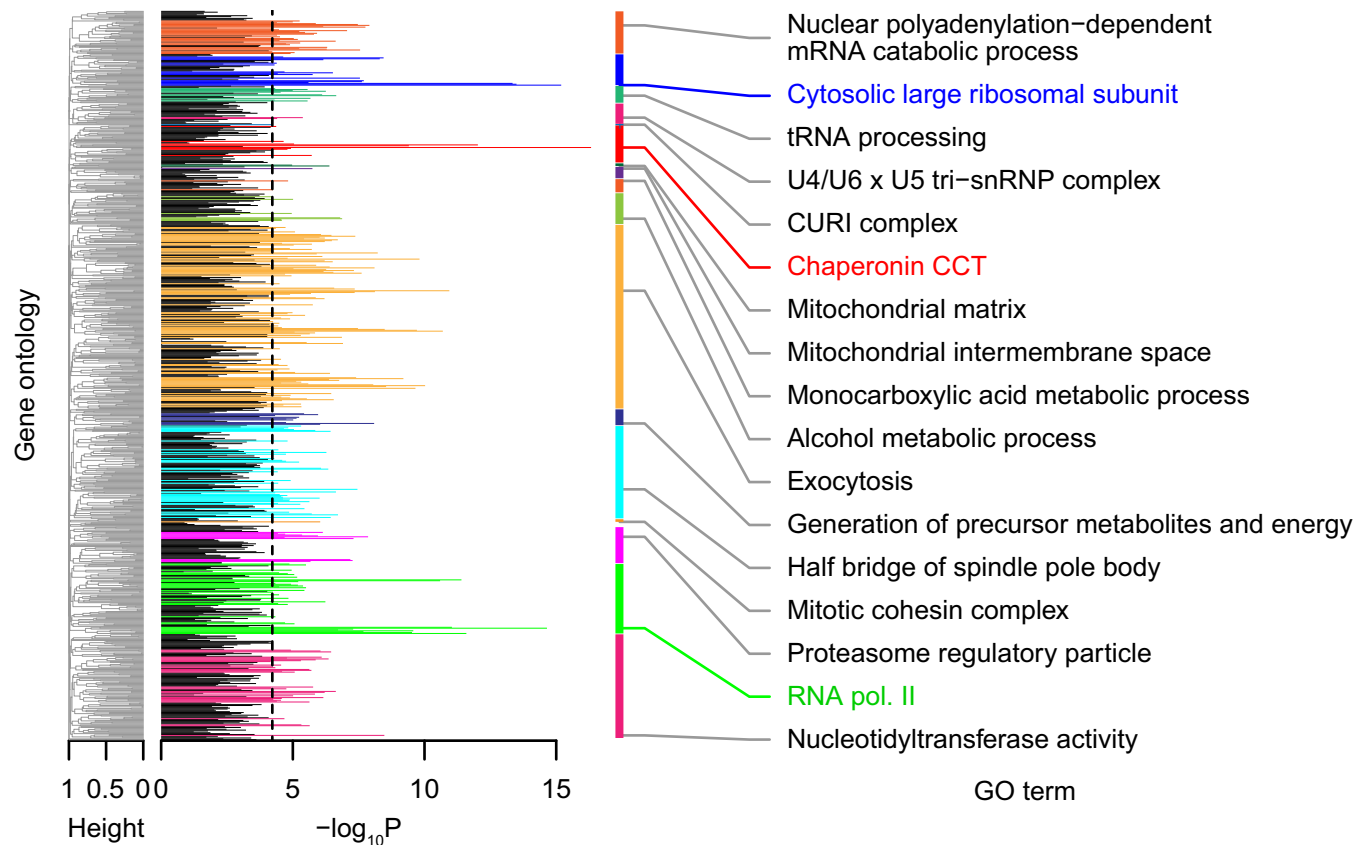 Nuclear polyadenylation−dependent
mRNA catabolic process
Cytosolic large ribosomal subunit
tRNA processing
U4/U6 x U5 tri−snRNP complex
CURI complex
Chaperonin CCT
Mitochondrial matrix
Mitochondrial intermembrane space
Monocarboxylic acid metabolic process
Alcohol metabolic process
Exocytosis
Generation of precursor metabolites and energy
Half bridge of spindle pole body
Mitotic cohesin complex
Proteasome regulatory particle
RNA pol. II
Nucleotidyltransferase activity
Gene ontology
1 0.5 0
0 5 10 15
Height
−log10P
GO term